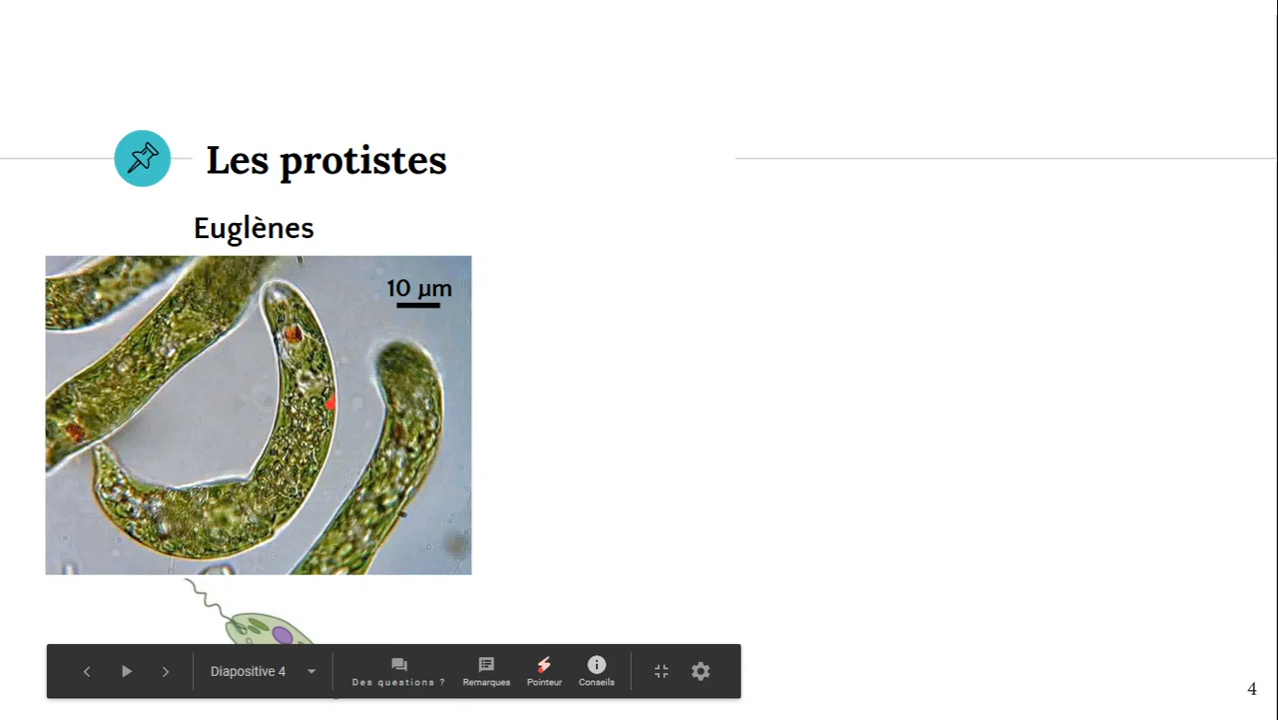 Les protistes
Euglènes
10 µm
Diapositive 4
Des questions ?
Remarques
Pointeur
Conseils
4